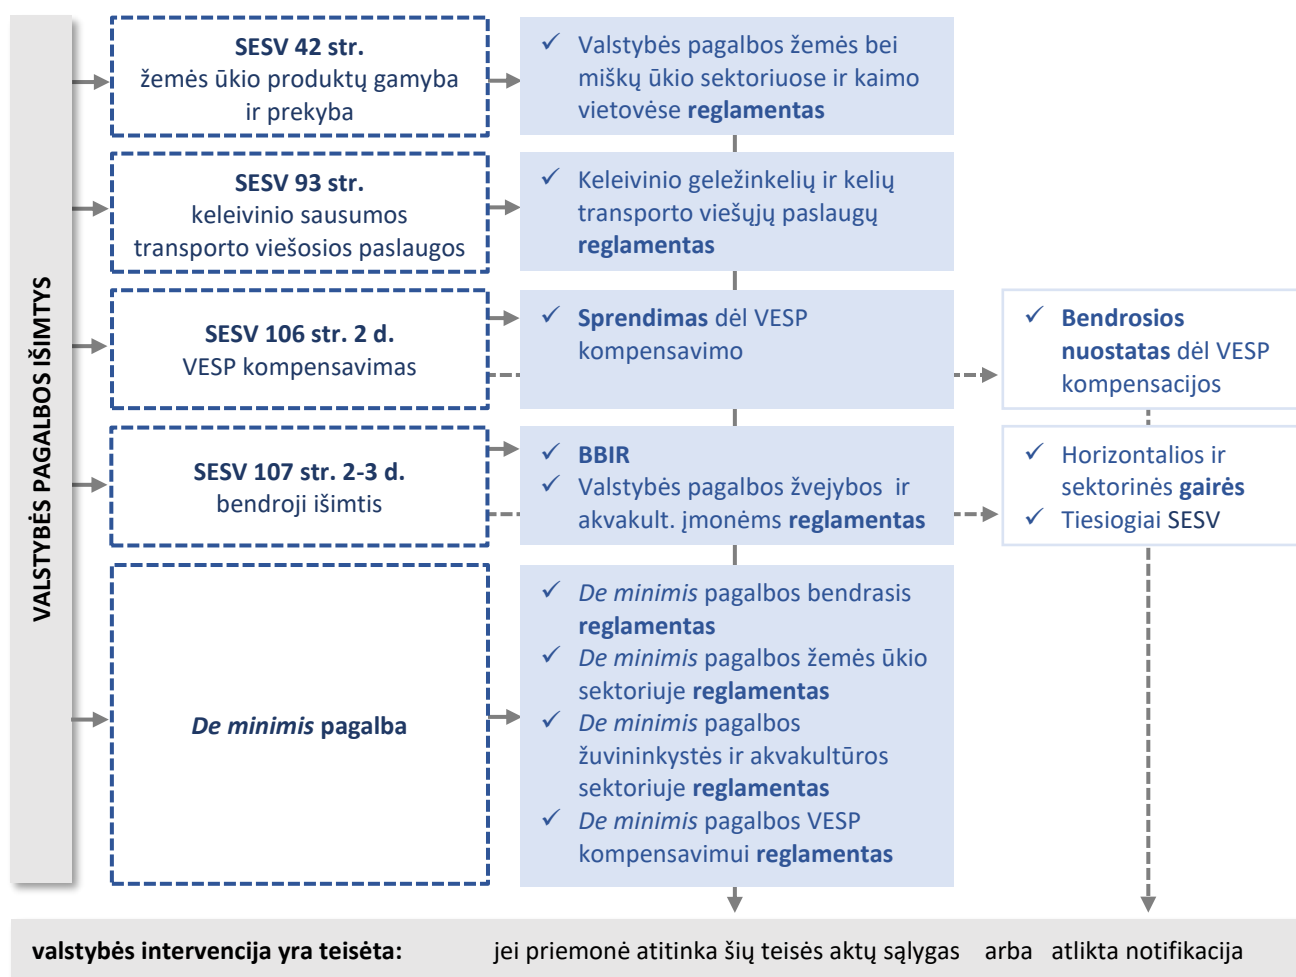 VALSTYBĖS PAGALBOS IŠIMTYS
SESV 42 str.
žemės ūkio produktų gamyba
ir prekyba
✓ Valstybės pagalbos žemės bei
miškų ūkio sektoriuose ir kaimo
vietovėse reglamentas
SESV 93 str.
keleivinio sausumos
transporto viešosios paslaugos
✓ Keleivinio geležinkelių ir kelių
transporto viešųjų paslaugų
reglamentas
SESV 106 str. 2 d.
VESP kompensavimas
✓ Sprendimas dėl VESP
kompensavimo
✓ Bendrosios
nuostatas dėl VESP
kompensacijos
SESV 107 str. 2-3 d.
bendroji išimtis
✓ BBIR
✓ Valstybės pagalbos žvejybos ir
akvakult. įmonėms reglamentas
✓ Horizontalios ir
sektorinės gairės
✓ Tiesiogiai SESV
De minimis pagalba
✓ De minimis pagalbos bendrasis
reglamentas
✓ De minimis pagalbos žemės ūkio
sektoriuje reglamentas
✓ De minimis pagalbos
žuvininkystės ir akvakultūros
sektoriuje reglamentas
✓ De minimis pagalbos VESP
kompensavimui reglamentas
valstybės intervencija yra teisėta: jei priemonė atitinka šių teisės aktų sąlygas arba atlikta notifikacija